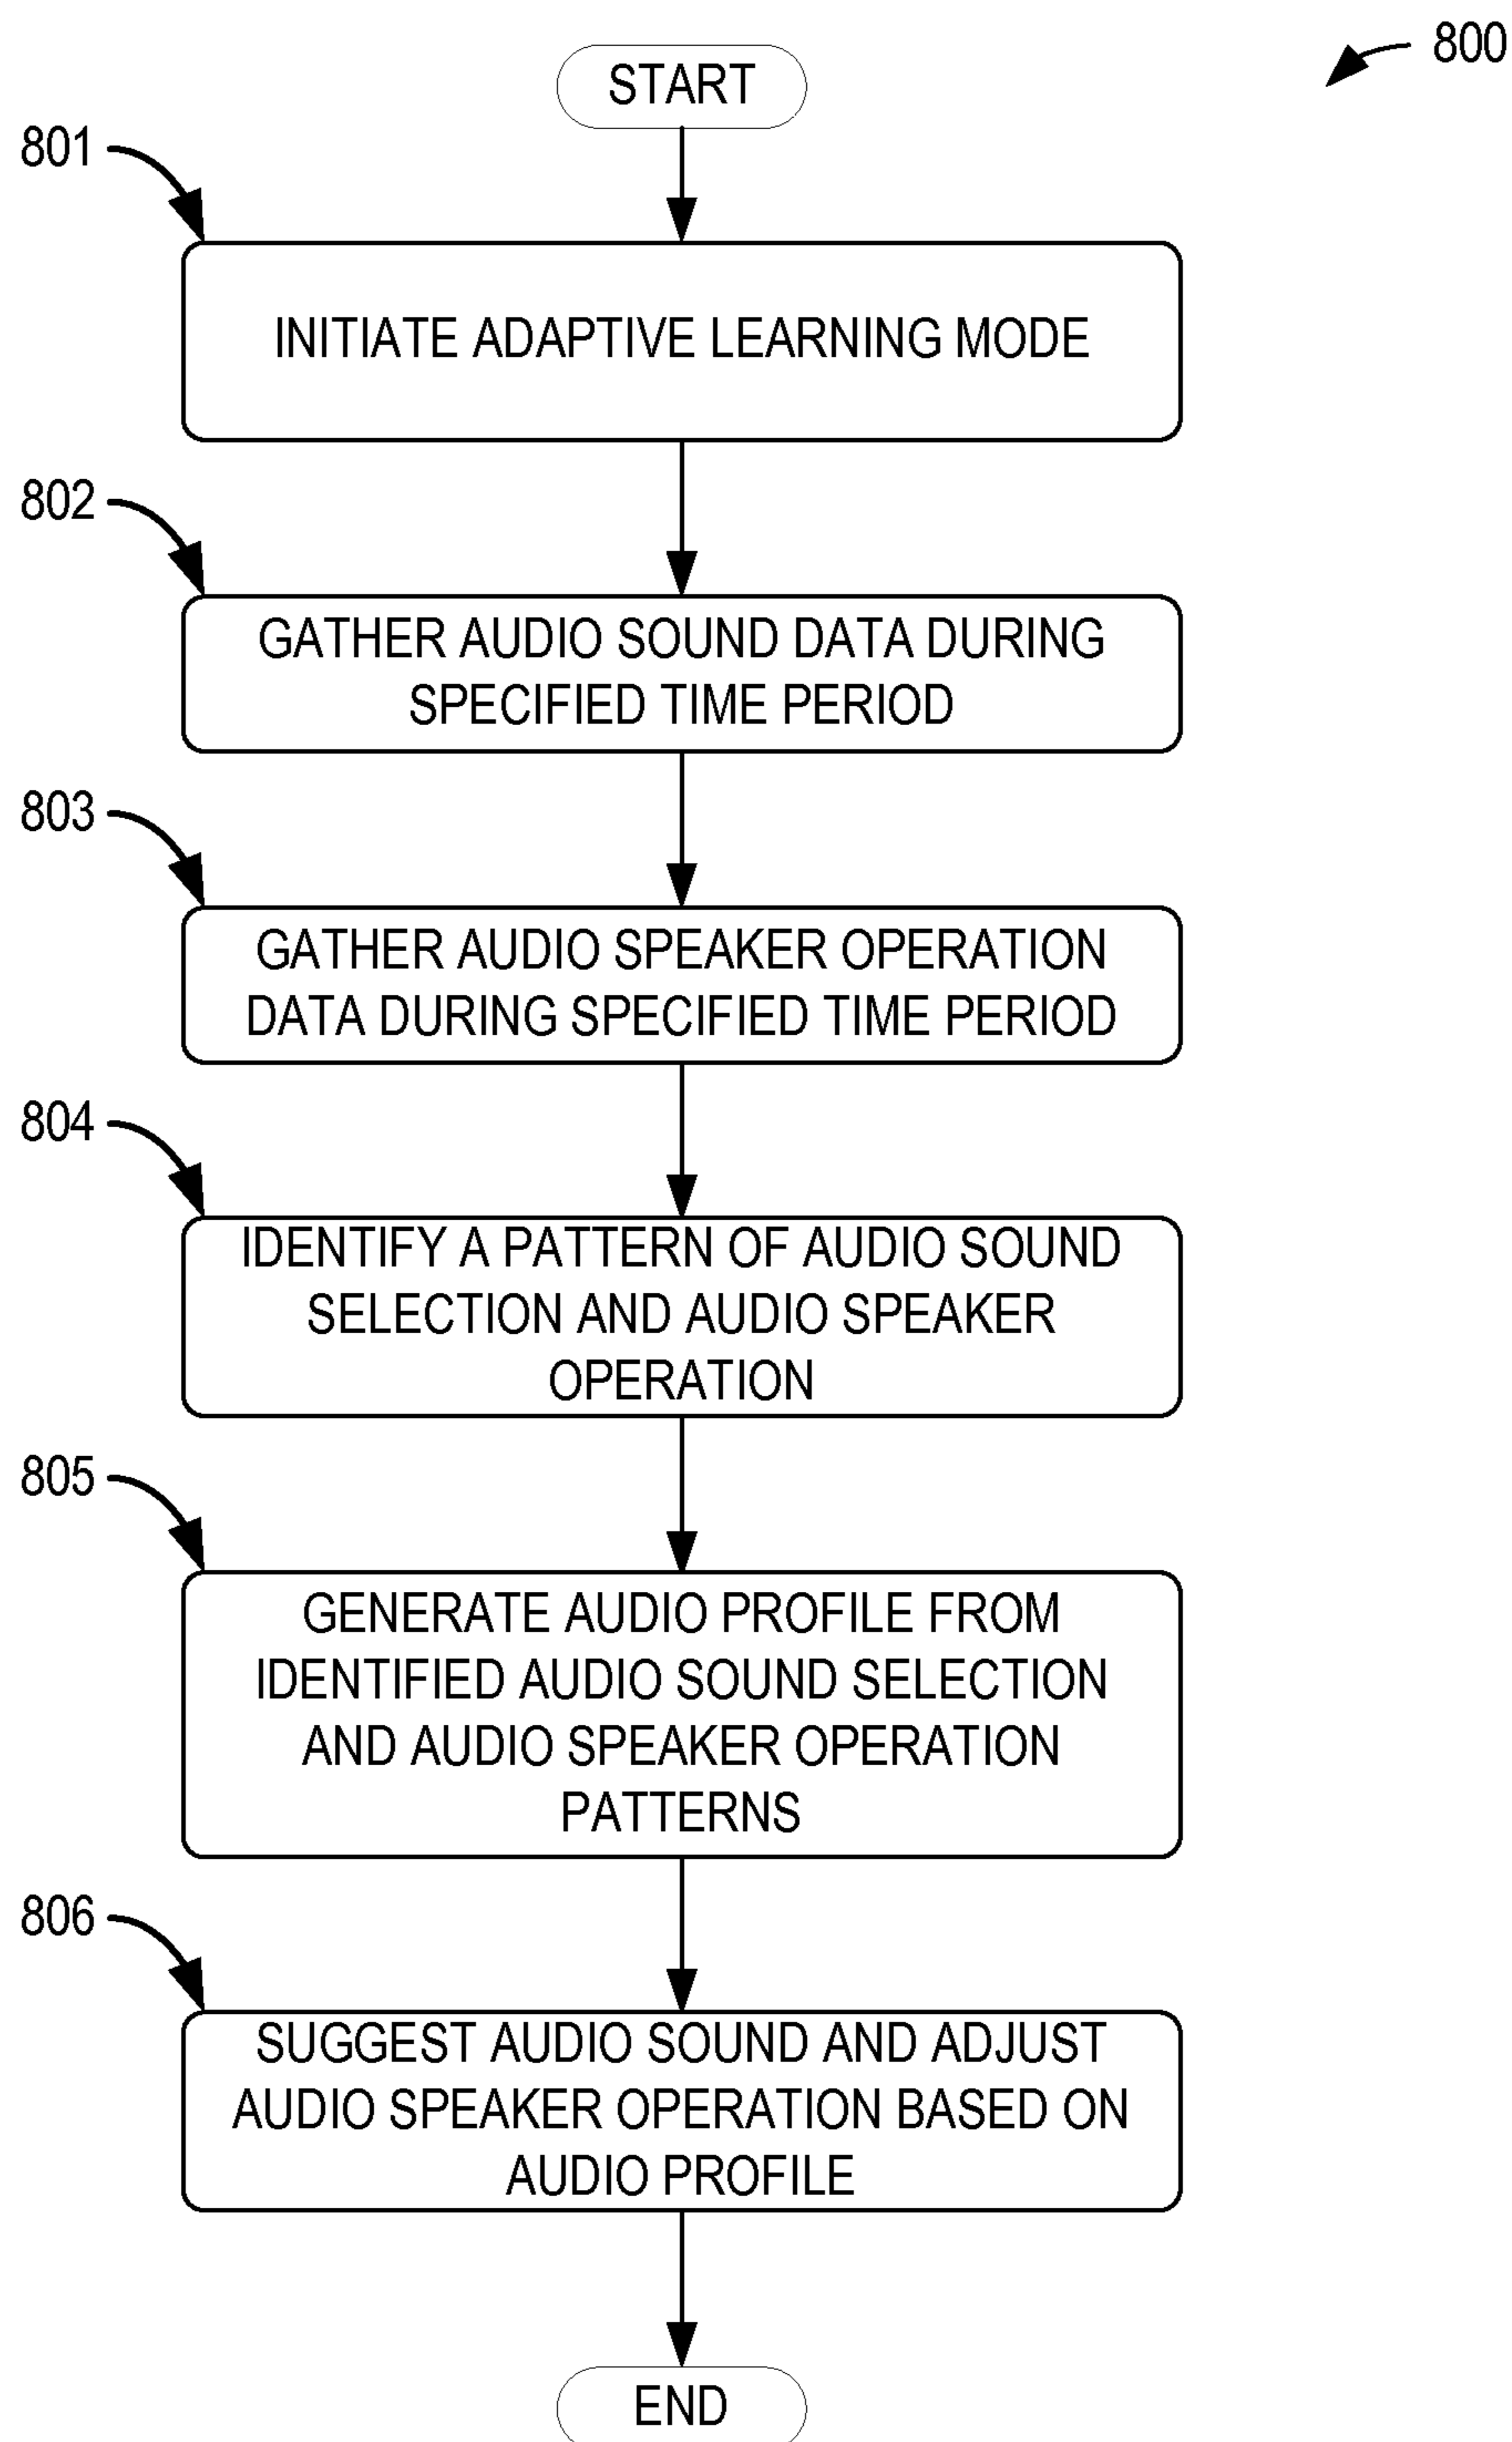 800
START
801
INITIATE ADAPTIVE LEARNING MODE
802
GATHER AUDIO SOUND DATA DURING
SPECIFIED TIME PERIOD
803
GATHER AUDIO SPEAKER OPERATION
DATA DURING SPECIFIED TIME PERIOD
804
IDENTIFY A PATTERN OF AUDIO SOUND
SELECTION AND AUDIO SPEAKER
OPERATION
805
GENERATE AUDIO PROFILE FROM
IDENTIFIED AUDIO SOUND SELECTION
AND AUDIO SPEAKER OPERATION
PATTERNS
806
SUGGEST AUDIO SOUND AND ADJUST
AUDIO SPEAKER OPERATION BASED ON
AUDIO PROFILE
END